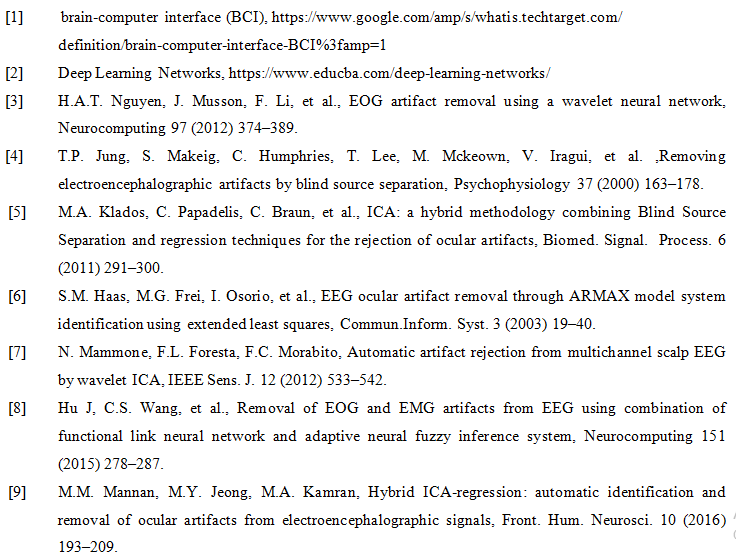 [1] brain-computer interface (BCI), https://www.google.com/amp/s/whatis.techtarget.com/
definition/brain-computer-interface-BCI%3famp=1
[2] Deep Learning Networks, https://www.educba.com/deep-learning-networks/
[3] H.A.T. Nguyen, J. Musson, F. Li, et al., EOG artifact removal using a wavelet neural network,
Neurocomputing 97 (2012) 374–389.
[4] T.P. Jung, S. Makeig, C. Humphries, T. Lee, M. Mckeown, V. Iragui, et al. ,Removing
electroencephalographic artifacts by blind source separation, Psychophysiology 37 (2000) 163–178.
[5] M.A. Klados, C. Papadelis, C. Braun, et al., ICA: a hybrid methodology combining Blind Source
Separation and regression techniques for the rejection of ocular artifacts, Biomed. Signal. Process. 6
(2011) 291–300.
[6] S.M. Haas, M.G. Frei, I. Osorio, et al., EEG ocular artifact removal through ARMAX model system
identification using extended least squares, Commun.Inform. Syst. 3 (2003) 19–40.
[7] N. Mammone, F.L. Foresta, F.C. Morabito, Automatic artifact rejection from multichannel scalp EEG
by wavelet ICA, IEEE Sens. J. 12 (2012) 533–542.
[8] Hu J, C.S. Wang, et al., Removal of EOG and EMG artifacts from EEG using combination of
functional link neural network and adaptive neural fuzzy inference system, Neurocomputing 151
(2015) 278–287.
[9] M.M. Mannan, M.Y. Jeong, M.A. Kamran, Hybrid ICA-regression: automatic identification and
removal of ocular artifacts from electroencephalographic signals, Front. Hum. Neurosci. 10 (2016)
193–209.